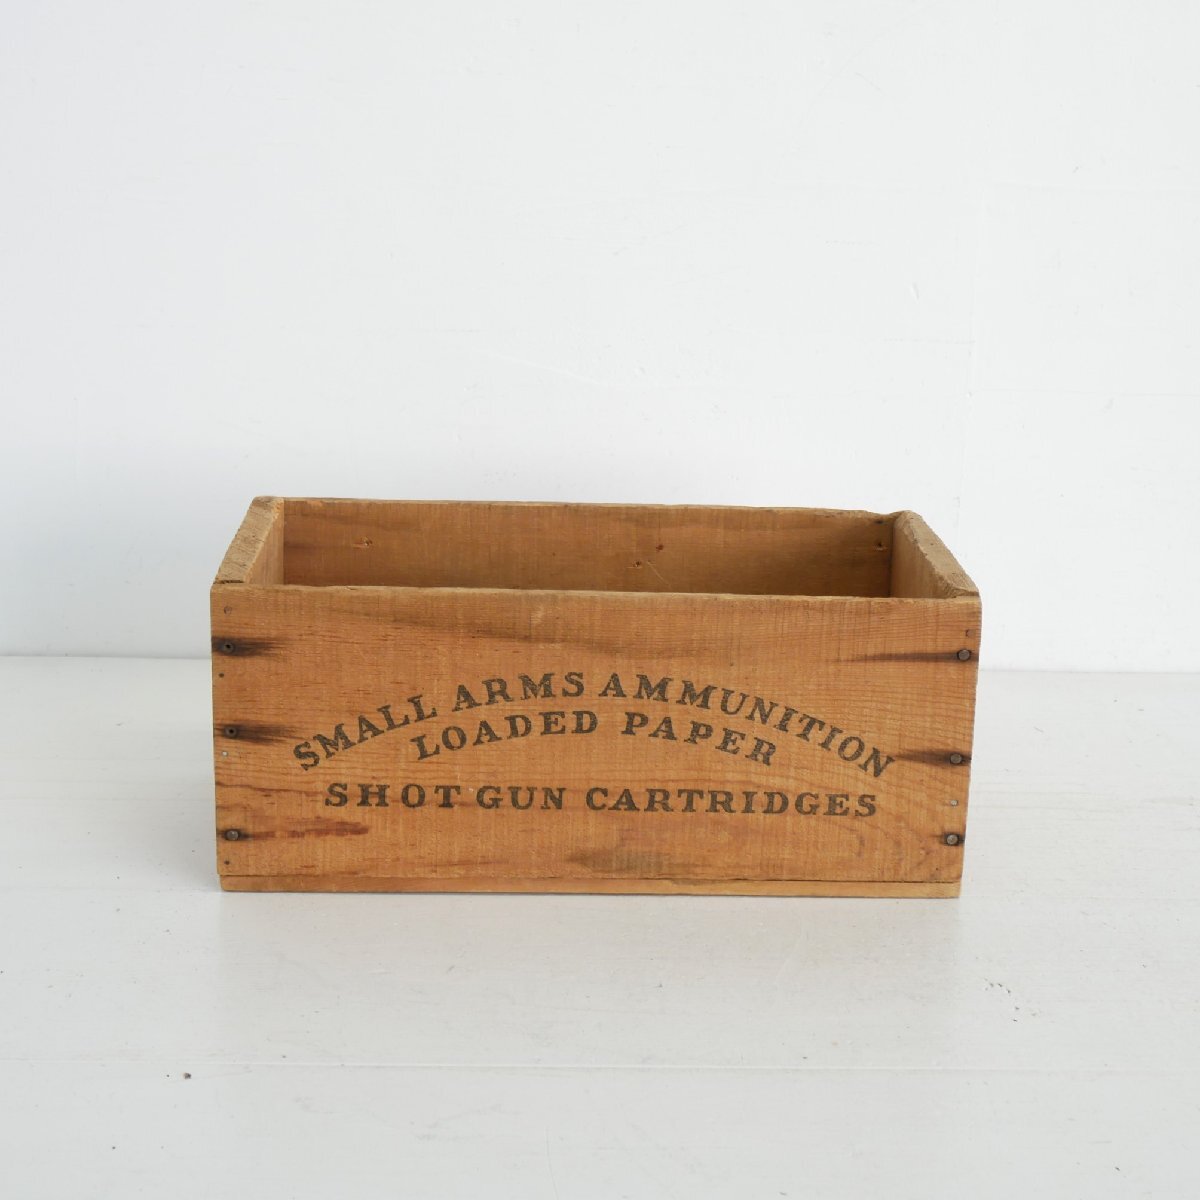 SMALL ARMS AMMUNITION
LOADED PAPER
SHOT GUN CARTRIDGES